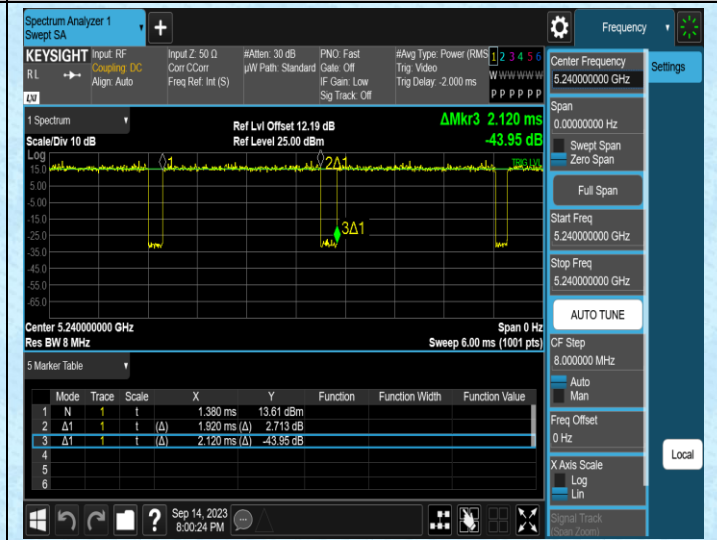 Spectrum Analyzer 1
Swept SA
+
Frequency
KEYSIGHT
Input: RF
Input Z: 50 Ω
#Atten: 30 dB
PNO: Fast
#Avg Type: Power (RMS
1 2 3 4 5 6
RL
Coupling: DC
Corr CCorr
µW Path: Standard
Gate: Off
Trig: Video
Align: Auto
Freq Ref: Int (S)
IF Gain: Low
Trig Delay: -2.000 ms
W W W W W W
Sig Track: Off
P P P P P P
LXI
Center Frequency
5.240000000 GHz
Settings
Span
0.00000000 Hz
Swept Span
Zero Span
Full Span
Start Freq
5.240000000 GHz
Stop Freq
5.240000000 GHz
AUTO TUNE
CF Step
8.000000 MHz
Auto
Man
Freq Offset
0 Hz
X Axis Scale
Log
Lin
Signal Track
(Span Zoom)
Local
1 Spectrum
Ref Lvl Offset 12.19 dB
ΔMkr3 2.120 ms
Scale/Div 10 dB
Ref Level 25.00 dBm
-43.95 dB
Log
15.0
5.00
-5.00
-15.0
-25.0
-35.0
-45.0
-55.0
-65.0
1
2Δ1
TRIG LVL
3Δ1
Center 5.240000000 GHz
Span 0 Hz
Res BW 8 MHz
Sweep 6.00 ms (1001 pts)
5 Marker Table
Mode Trace Scale X Y Function Function Width Function Value
1 N 1 t 1.380 ms 13.61 dBm
2 Δ1 1 t (Δ) 1.920 ms (Δ) 2.713 dB
3 Δ1 1 t (Δ) 2.120 ms (Δ) -43.95 dB
4
5
6
?
Sep 14, 2023
8:00:24 PM